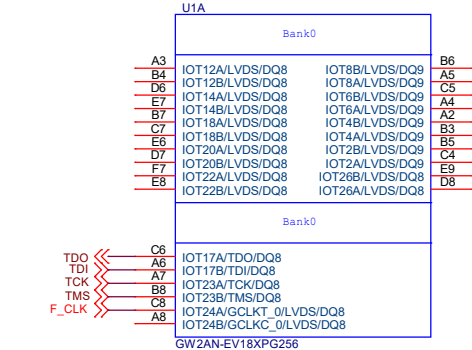 U1A
Bank0
A3 IOT12A/LVDS/DQ8 IOT8B/LVDS/DQ9 B6
B4 IOT12B/LVDS/DQ8 IOT8A/LVDS/DQ9 A5
D6 IOT14A/LVDS/DQ8 IOT6B/LVDS/DQ9 C5
E7 IOT14B/LVDS/DQ8 IOT6A/LVDS/DQ9 A4
B7 IOT18A/LVDS/DQ8 IOT4B/LVDS/DQ9 A2
C7 IOT18B/LVDS/DQ8 IOT4A/LVDS/DQ9 B3
E6 IOT20A/LVDS/DQ8 IOT2B/LVDS/DQ9 B5
D7 IOT20B/LVDS/DQ8 IOT2A/LVDS/DQ9 C4
F7 IOT22A/LVDS/DQ8 IOT26B/LVDS/DQ8 E9
E8 IOT22B/LVDS/DQ8 IOT26A/LVDS/DQ8 D8
Bank0
TDO C6 IOT17A/TDO/DQ8
TDI A6 IOT17B/TDI/DQ8
TCK A7 IOT23A/TCK/DQ8
TMS B8 IOT23B/TMS/DQ8
F_CLK C8 IOT24A/GCLKT_0/LVDS/DQ8
A8 IOT24B/GCLKC_0/LVDS/DQ8
GW2AN-EV18XPG256